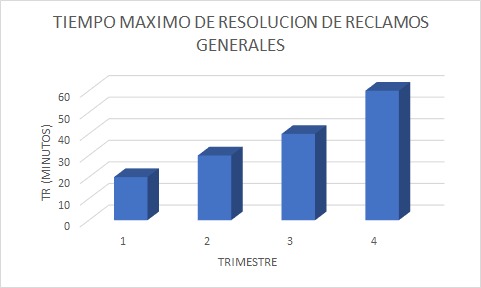 TIEMPO MAXIMO DE RESOLUCION DE RECLAMOS
GENERALES
TR (MINUTOS)
60
50
40
30
20
10
0
1 2 3 4
TRIMESTRE